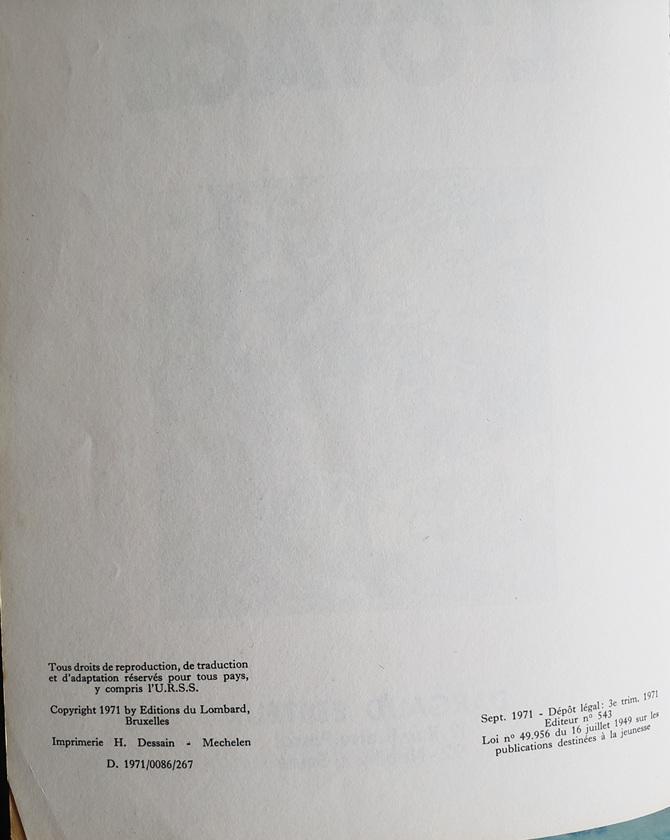 Tous droits de reproduction, de traduction
et d'adaptation réservés pour tous pays,
y compris l'U.R.S.S.
Copyright 1971 by Editions du Lombard,
Bruxelles
Imprimerie H. Dessain - Mechelen
D. 1971/0086/267
Sept. 1971 - Dépôt légal: 3e trim. 1971
Editeur nº 543
Loi nº 49.956 du 16 juillet 1949 sur les
publications destinées à la jeunesse